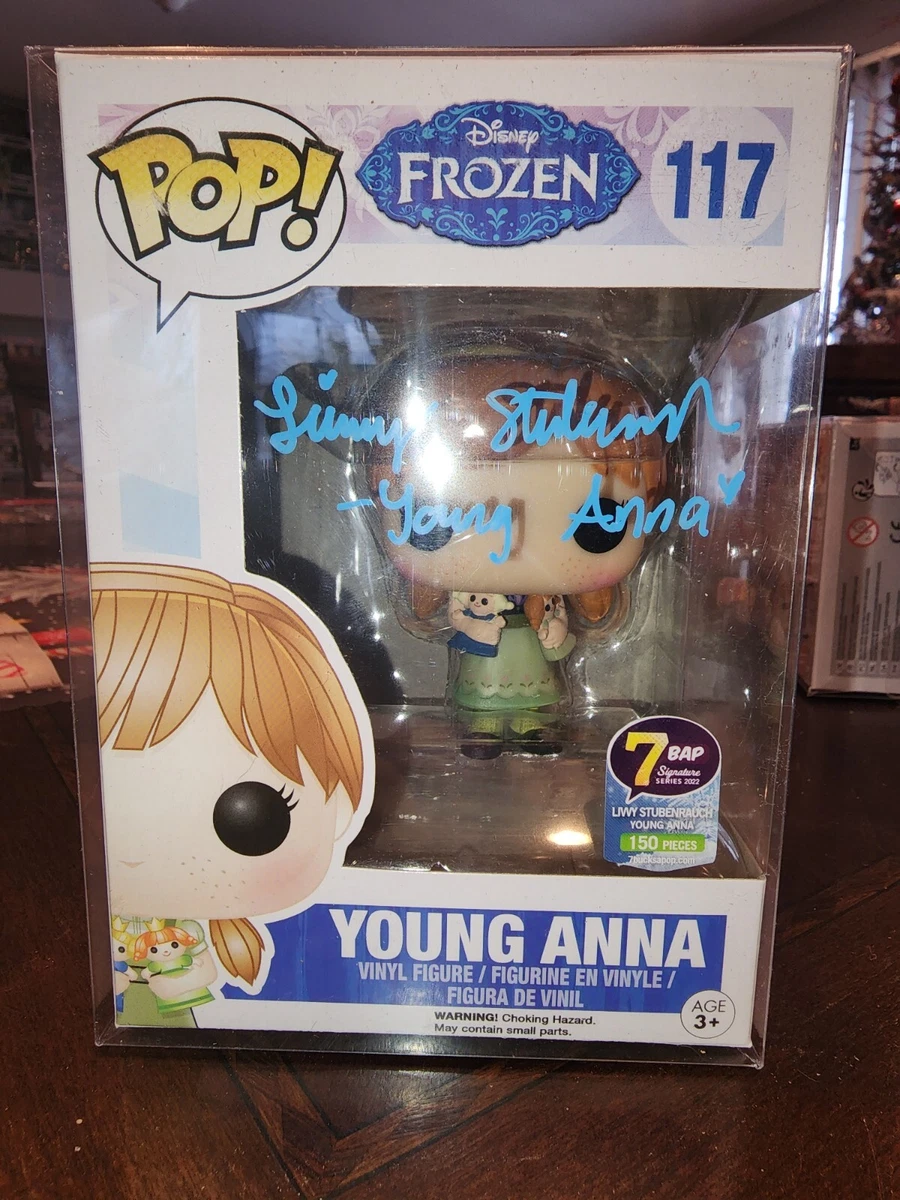 POP!
Disney
FROZEN
117
Livvy Stubenrauch
-Young Anna
7 BAP
Signature
SERIES 2022
LIVVY STUBENRAUCH
YOUNG ANNA
150 PIECES
7bucksapop.com
YOUNG ANNA
VINYL FIGURE / FIGURINE EN VINYLE /
FIGURA DE VINIL
WARNING! Choking Hazard.
May contain small parts.
AGE
3+